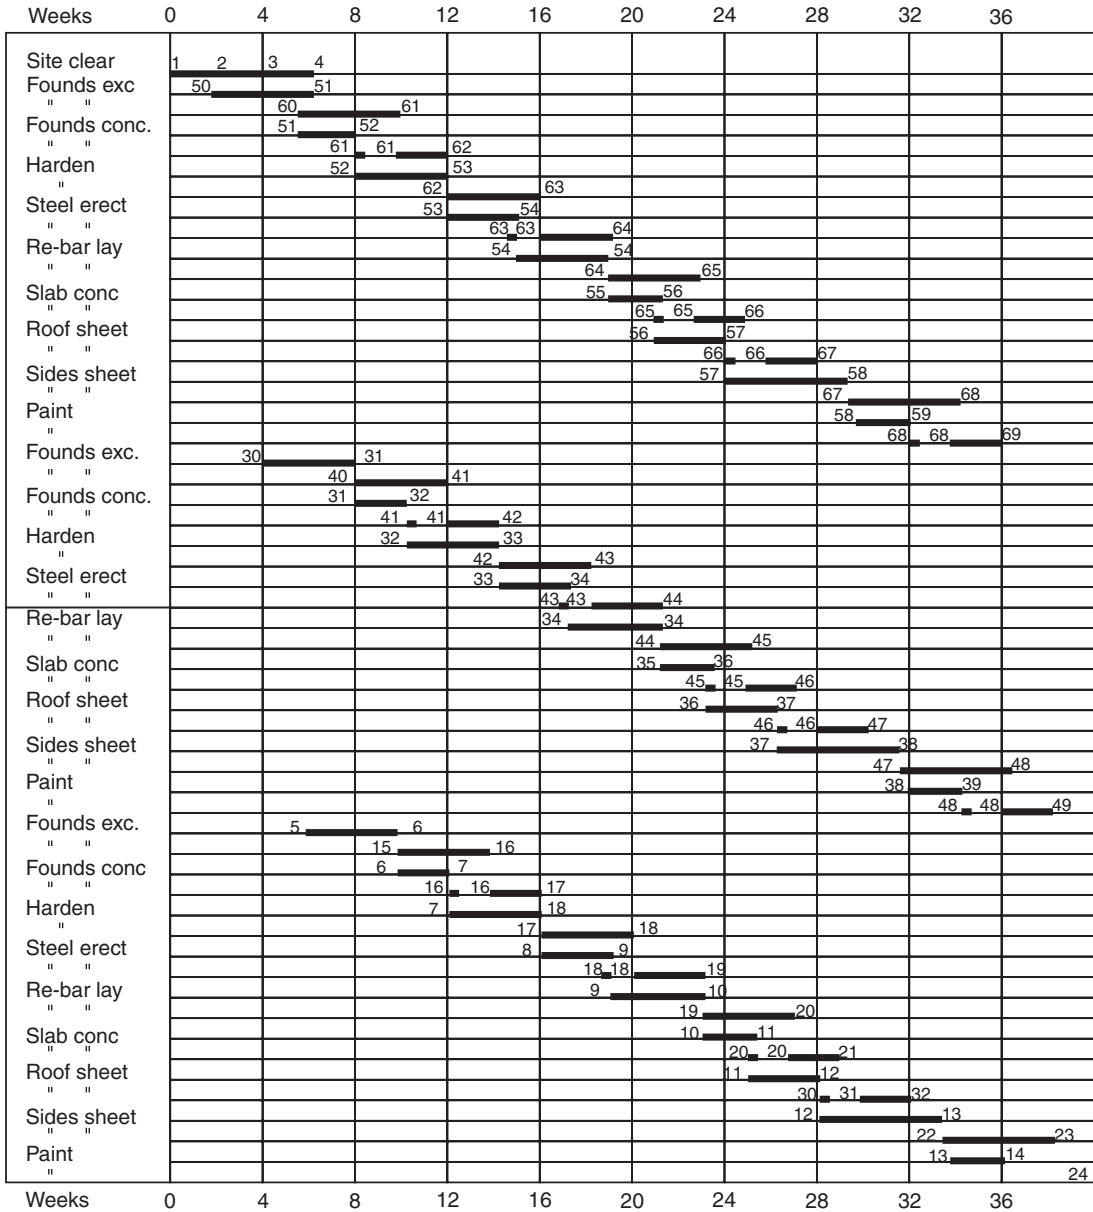 Weeks 0 4 8 12 16 20 24 28 32 36
Site clear 1 2 3 4
Founds exc 50 51
" " 60 61
Founds conc. 51 52
" " 61 61 62
Harden 52 53
" 62 63
Steel erect 53 54
" " 63 63 64
Re-bar lay 54 54
" " 64 65
Slab conc 55 56
" " 65 65 66
Roof sheet 56 57
" " 66 66 67
Sides sheet 57 58
" " 67 68
Paint 58 59
" 68 68 69
Founds exc. 30 31
" " 40 41
Founds conc. 31 32
" " 41 41 42
Harden 32 33
" 42 43
Steel erect 33 34
" " 43 43 44
Re-bar lay 34 34
" " 44 45
Slab conc 35 36
" " 45 45 46
Roof sheet 36 37
" " 46 46 47
Sides sheet 37 38
" " 47 48
Paint 38 39
" 48 48 49
Founds exc. 5 6
" " 15 16
Founds conc 6 7
" " 16 16 17
Harden 7 18
" 17 18
Steel erect 8 9
" " 18 18 19
Re-bar lay 9 10
" " 19 20
Slab conc 10 11
" " 20 20 21
Roof sheet 11 12
" " 30 31 32
Sides sheet 12 13
" " 22 23
Paint 13 14
" 24
Weeks 0 4 8 12 16 20 24 28 32 36